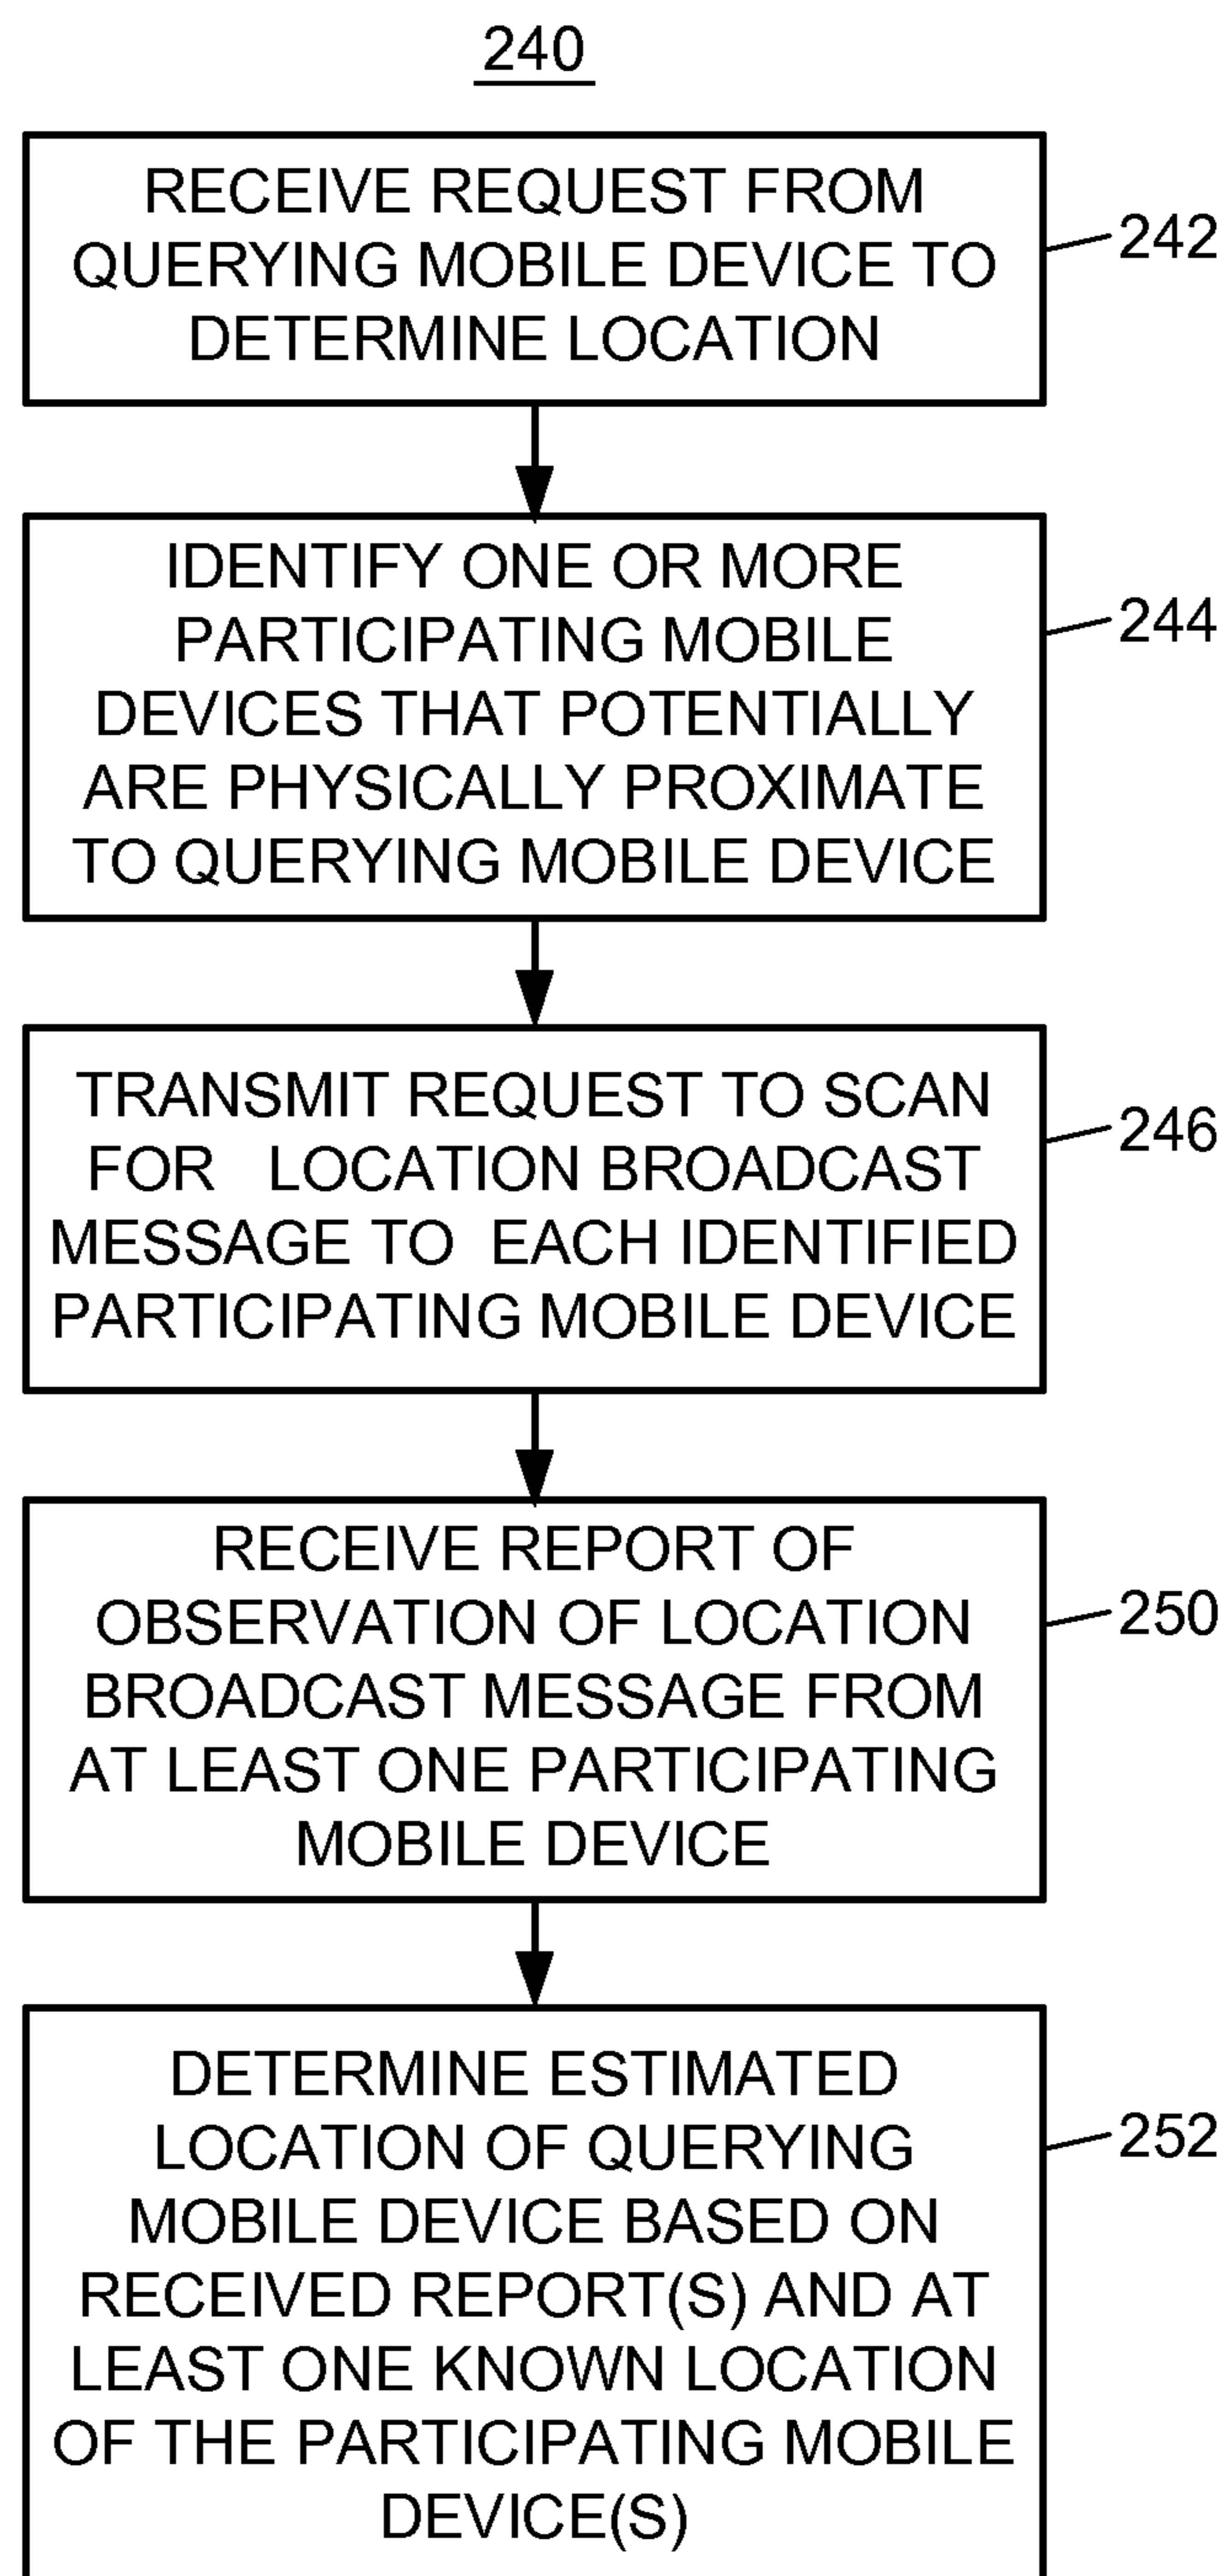 240
RECEIVE REQUEST FROM
QUERYING MOBILE DEVICE TO
DETERMINE LOCATION
242
IDENTIFY ONE OR MORE
PARTICIPATING MOBILE
DEVICES THAT POTENTIALLY
ARE PHYSICALLY PROXIMATE
TO QUERYING MOBILE DEVICE
244
TRANSMIT REQUEST TO SCAN
FOR LOCATION BROADCAST
MESSAGE TO EACH IDENTIFIED
PARTICIPATING MOBILE DEVICE
246
RECEIVE REPORT OF
OBSERVATION OF LOCATION
BROADCAST MESSAGE FROM
AT LEAST ONE PARTICIPATING
MOBILE DEVICE
250
DETERMINE ESTIMATED
LOCATION OF QUERYING
MOBILE DEVICE BASED ON
RECEIVED REPORT(S) AND AT
LEAST ONE KNOWN LOCATION
OF THE PARTICIPATING MOBILE
DEVICE(S)
252